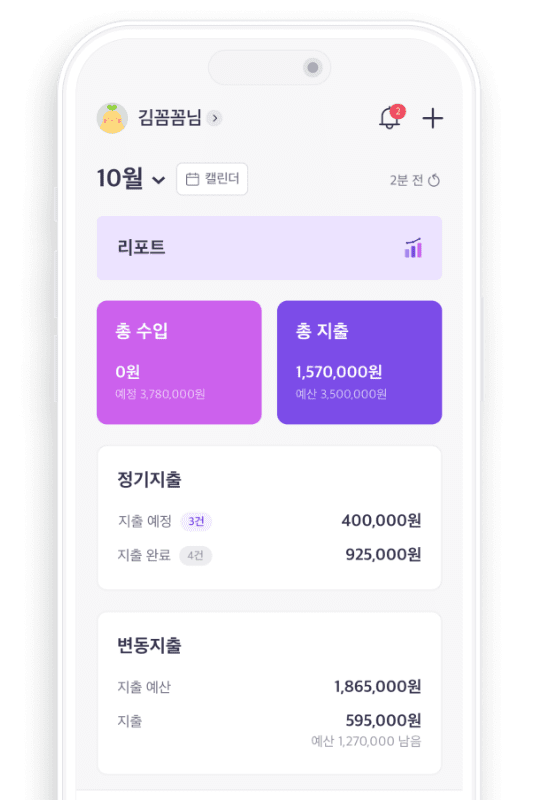 김꼼꼼님
2
10월
캘린더
2분 전
리포트
총 수입
0원
예정 3,780,000원
총 지출
1,570,000원
예산 3,500,000원
정기지출
지출 예정 3건 400,000원
지출 완료 4건 925,000원
변동지출
지출 예산 1,865,000원
지출 595,000원
예산 1,270,000 남음